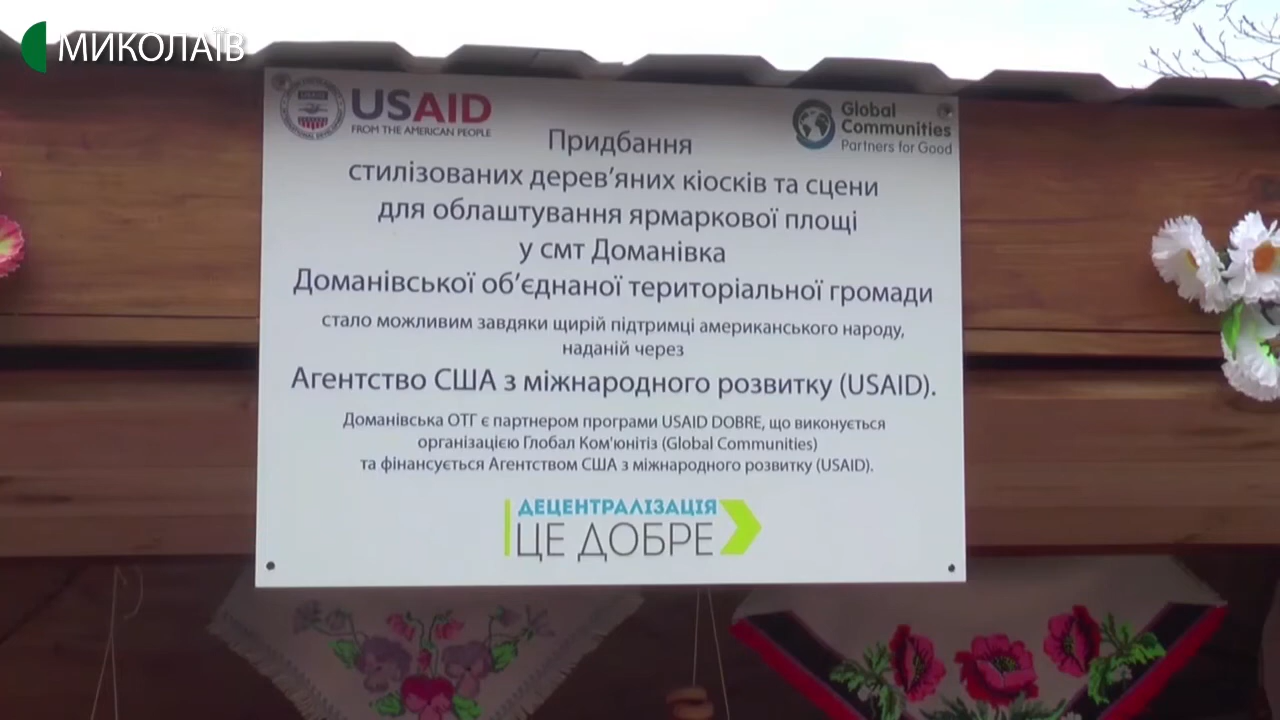 МИКОЛАЇВ
USAID
FROM THE AMERICAN PEOPLE
Global
Communities
Partners for Good
Придбання
стилізованих дерев’яних кіосків та сцени
для облаштування ярмаркової площі
у смт Доманівка
Доманівської об’єднаної територіальної громади
стало можливим завдяки щирій підтримці американського народу,
наданій через
Агентство США з міжнародного розвитку (USAID).
Доманівська ОТГ є партнером програми USAID DOBRE, що виконується
організацією Глобал Ком'юнітіз (Global Communities)
та фінансується Агентством США з міжнародного розвитку (USAID).
ДЕЦЕНТРАЛІЗАЦІЯ
ЦЕ ДОБРЕ